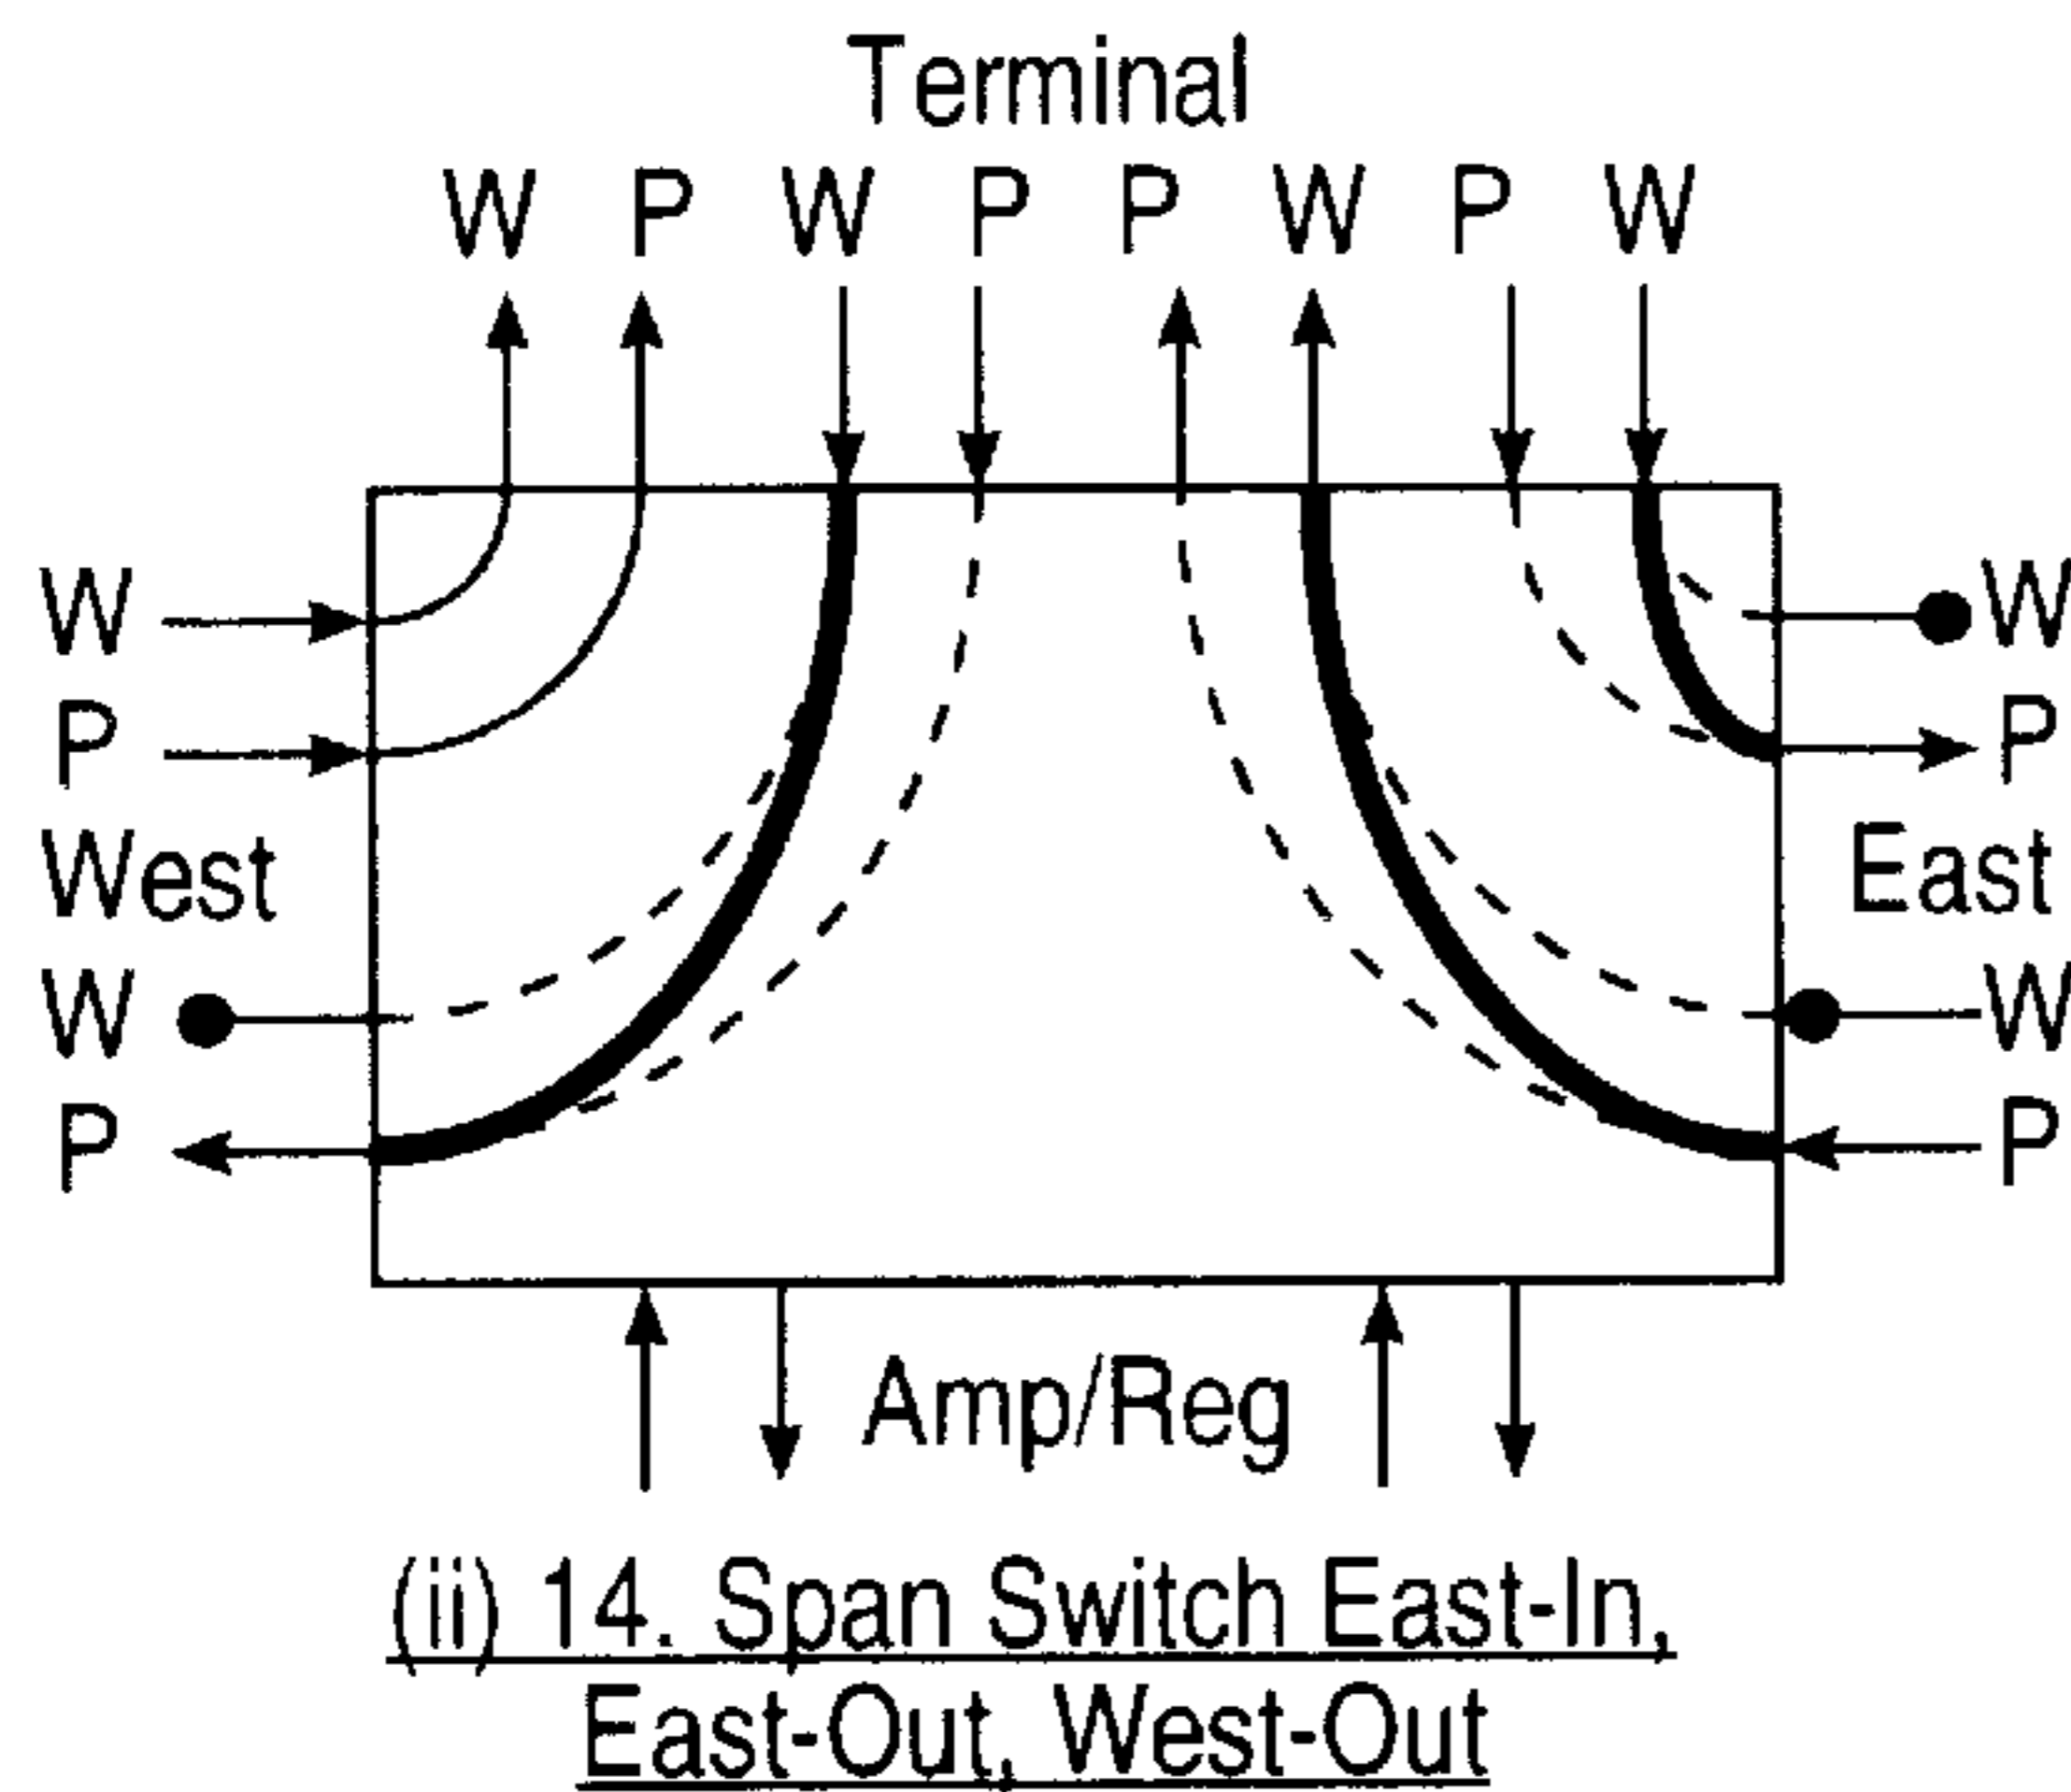 Terminal
W P W P P W P W
W W
P P
West East
W W
P P
Amp/Reg
(ii) 14. Span Switch East-In,
East-Out, West-Out